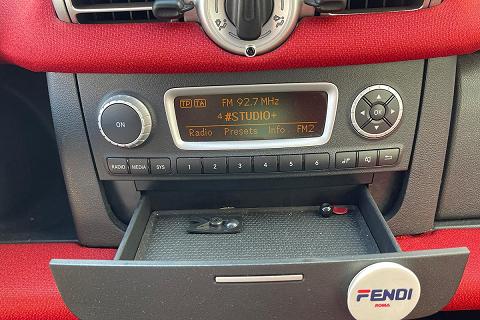 TP TA FM 92.7 MHz
4 #STUDIO+
Radio Presets Info FM2
ON
OK
RADIO MEDIA SYS 1 2 3 4 5 6
FENDI
ROMA